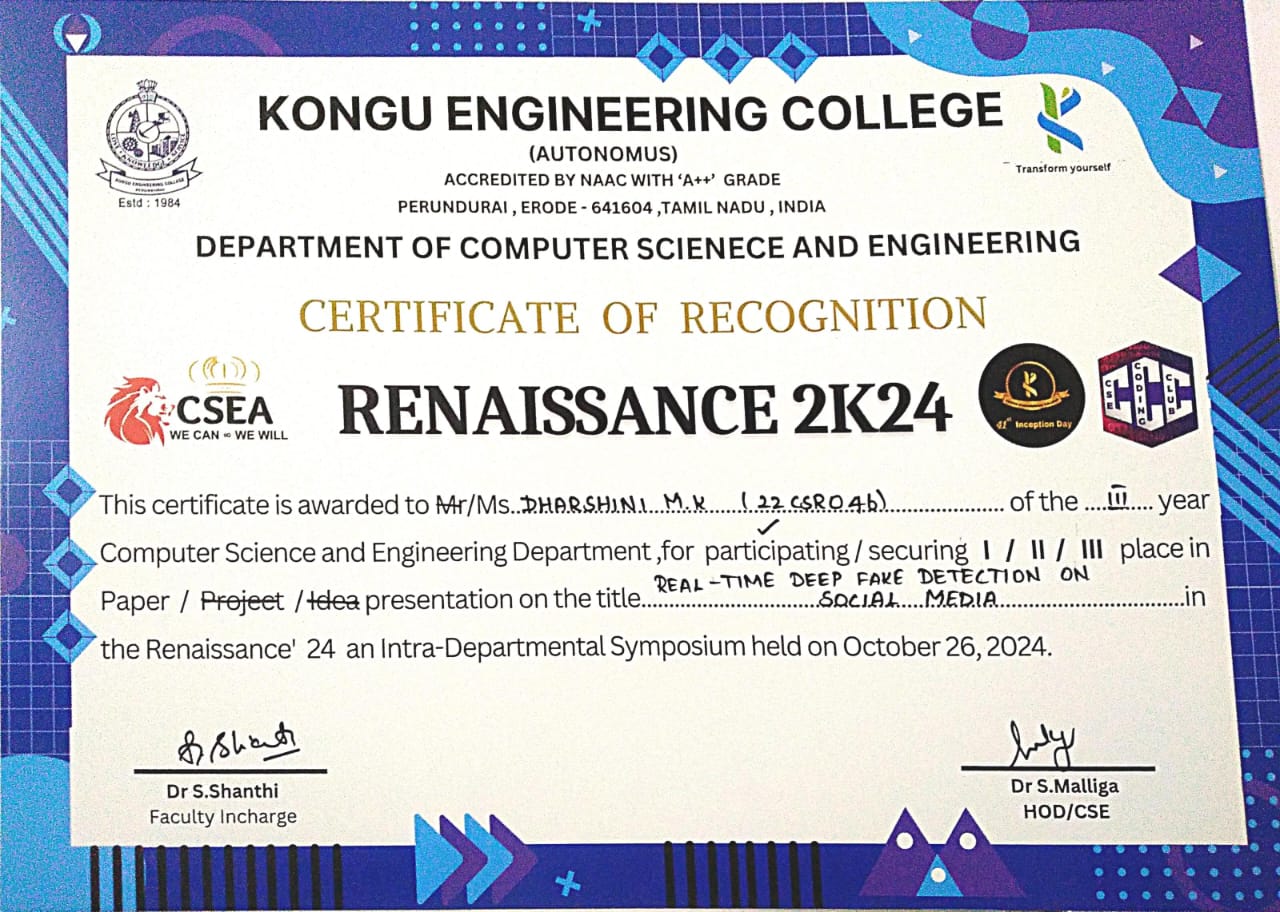 KONGU ENGINEERING COLLEGE
(AUTONOMUS)
ACCREDITED BY NAAC WITH ‘A++’ GRADE
PERUNDURAI , ERODE - 641604 ,TAMIL NADU , INDIA
KONGU ENGINEERING COLLEGE
Estd : 1984
Transform yourself
DEPARTMENT OF COMPUTER SCIENECE AND ENGINEERING
CERTIFICATE OF RECOGNITION
CSEA
WE CAN ∞ WE WILL
RENAISSANCE 2K24
41st Inception Day
CSE CODING CLUB
This certificate is awarded to Mr/Ms..DHARSHINI M.K (22CSR046)........ of the ....III.... year
Computer Science and Engineering Department ,for participating / securing I / II / III place in
Paper / Project / Idea presentation on the title REAL-TIME DEEP FAKE DETECTION ON
SOCIAL MEDIA in
the Renaissance' 24 an Intra-Departmental Symposium held on October 26, 2024.
Dr S.Shanthi
Faculty Incharge
Dr S.Malliga
HOD/CSE